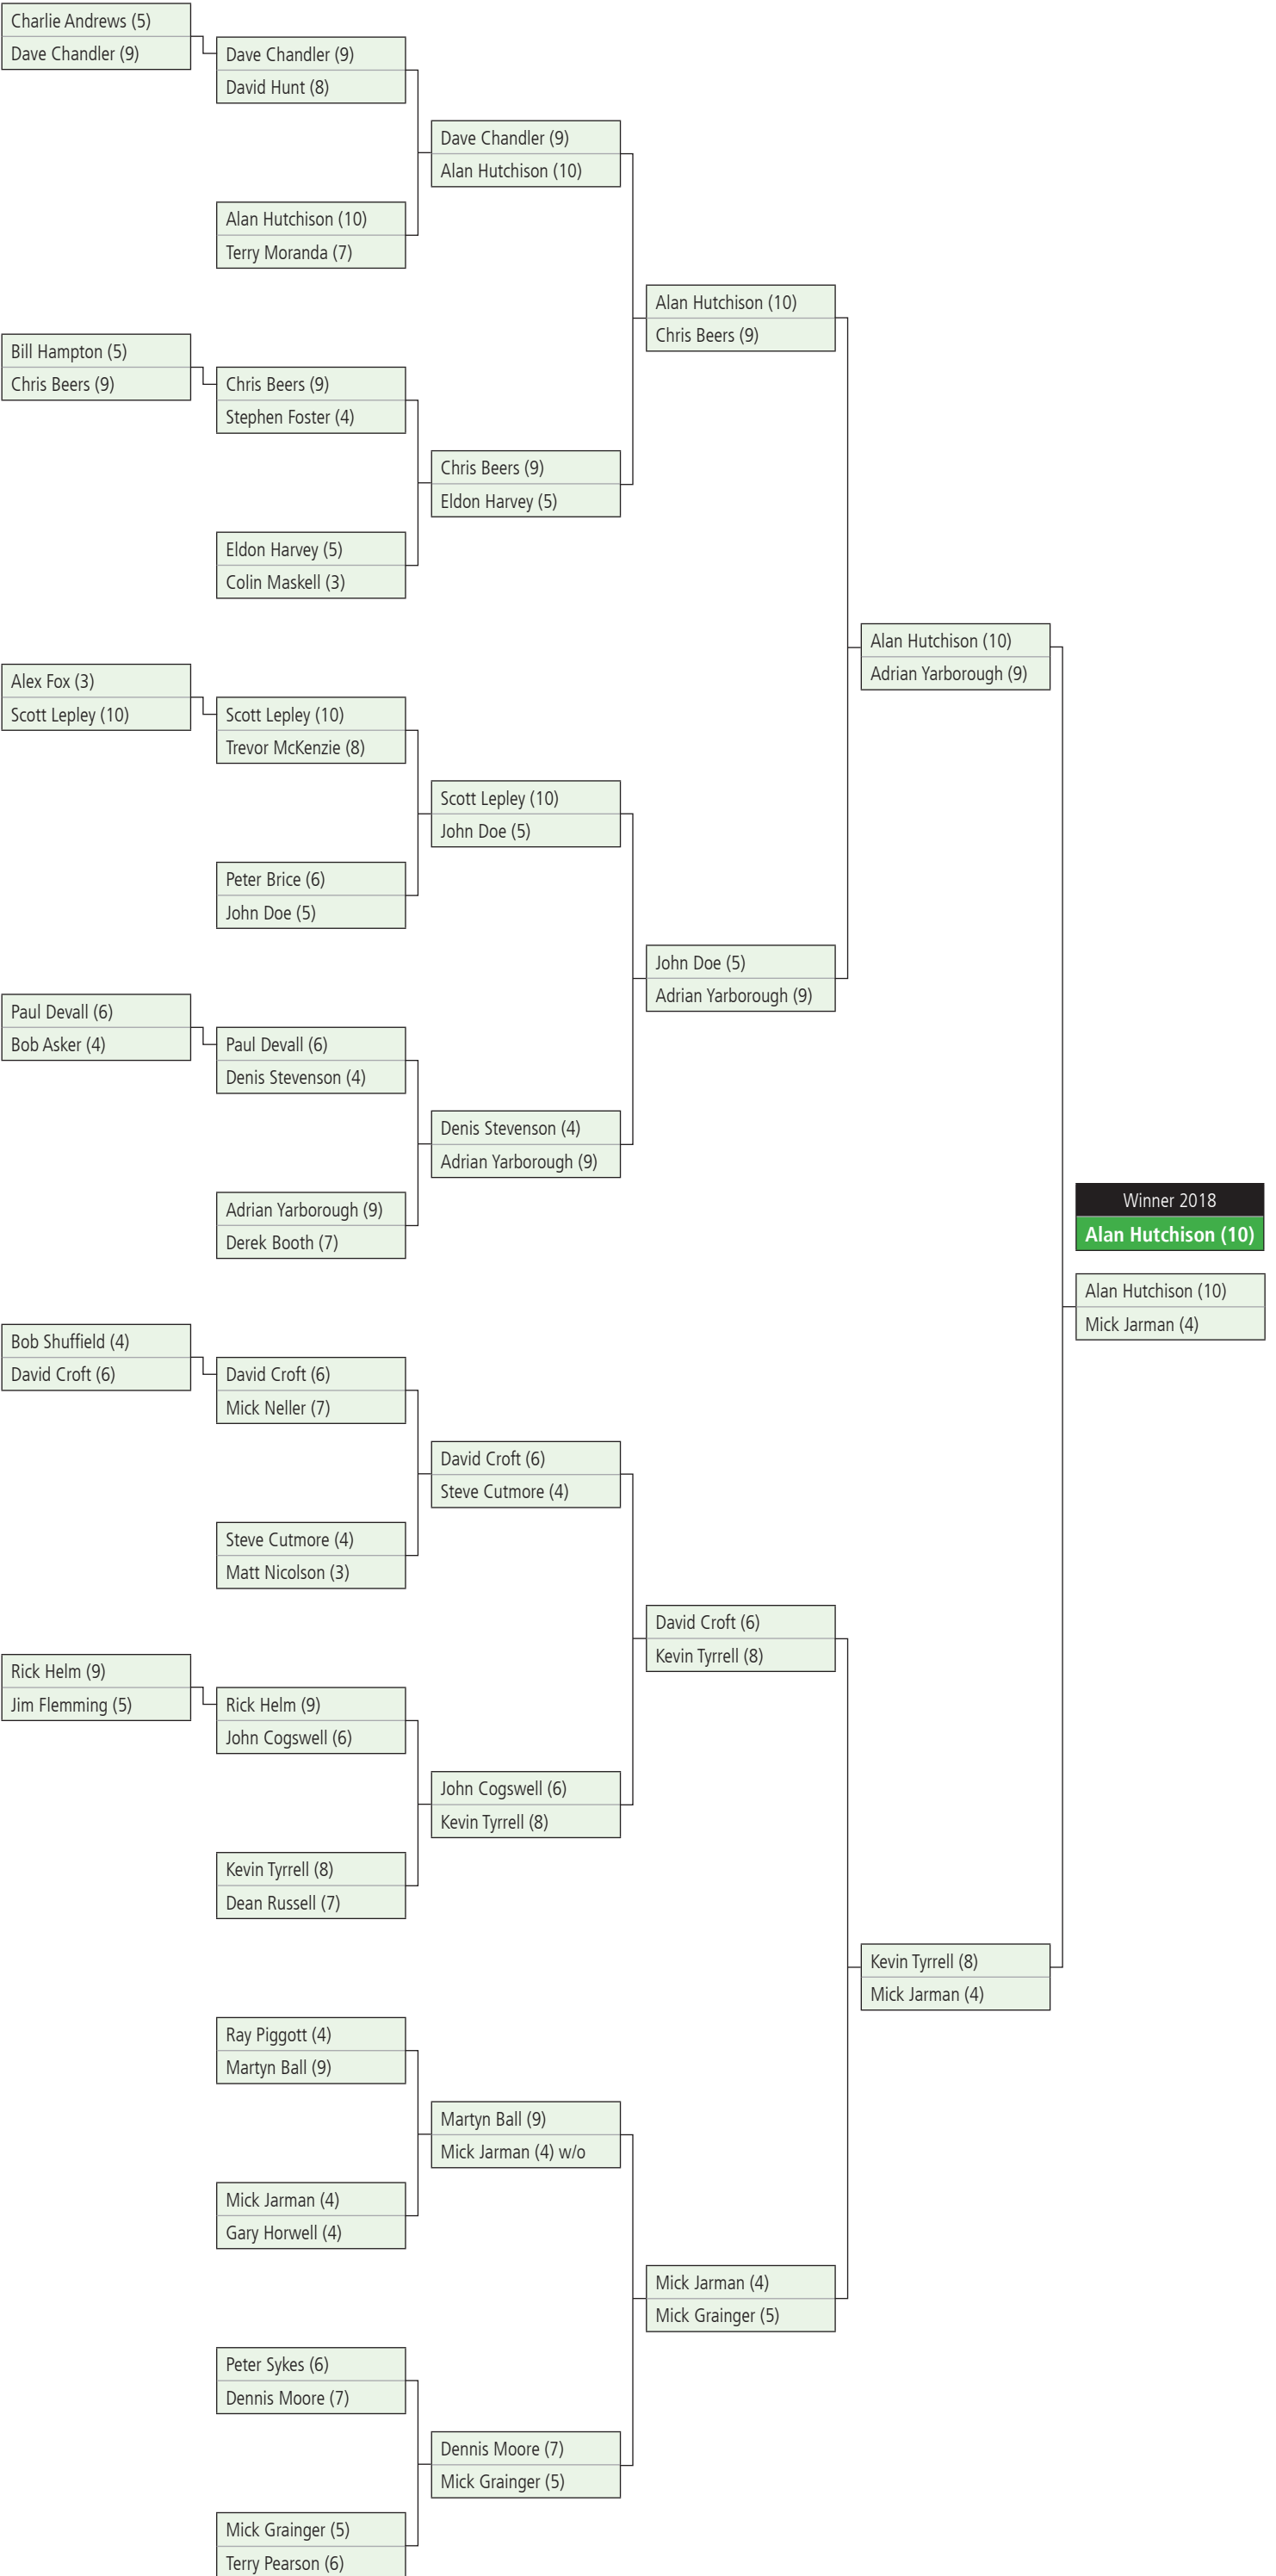 Charlie Andrews (5)
Dave Chandler (9)
Bill Hampton (5)
Chris Beers (9)
Alex Fox (3)
Scott Lepley (10)
Paul Devall (6)
Bob Asker (4)
Bob Shuffield (4)
David Croft (6)
Rick Helm (9)
Jim Flemming (5)
Dave Chandler (9)
David Hunt (8)
Alan Hutchison (10)
Terry Moranda (7)
Chris Beers (9)
Stephen Foster (4)
Eldon Harvey (5)
Colin Maskell (3)
Scott Lepley (10)
Trevor McKenzie (8)
Peter Brice (6)
John Doe (5)
Paul Devall (6)
Denis Stevenson (4)
Adrian Yarborough (9)
Derek Booth (7)
David Croft (6)
Mick Neller (7)
Steve Cutmore (4)
Matt Nicolson (3)
Rick Helm (9)
John Cogswell (6)
Kevin Tyrrell (8)
Dean Russell (7)
Ray Piggott (4)
Martyn Ball (9)
Mick Jarman (4)
Gary Horwell (4)
Peter Sykes (6)
Dennis Moore (7)
Mick Grainger (5)
Terry Pearson (6)
Dave Chandler (9)
Alan Hutchison (10)
Chris Beers (9)
Eldon Harvey (5)
Scott Lepley (10)
John Doe (5)
Denis Stevenson (4)
Adrian Yarborough (9)
David Croft (6)
Steve Cutmore (4)
John Cogswell (6)
Kevin Tyrrell (8)
Martyn Ball (9)
Mick Jarman (4) w/o
Dennis Moore (7)
Mick Grainger (5)
Alan Hutchison (10)
Chris Beers (9)
John Doe (5)
Adrian Yarborough (9)
David Croft (6)
Kevin Tyrrell (8)
Mick Jarman (4)
Mick Grainger (5)
Alan Hutchison (10)
Adrian Yarborough (9)
Kevin Tyrrell (8)
Mick Jarman (4)
Winner 2018
Alan Hutchison (10)
Alan Hutchison (10)
Mick Jarman (4)